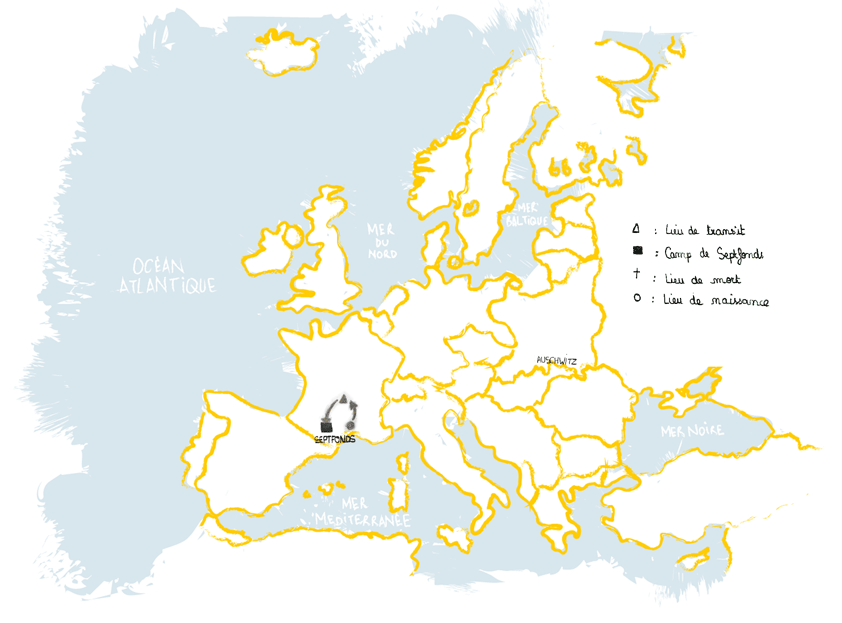 MER
BALTIQUE
MER
DU
NORD
OCÉAN
ATLANTIQUE
: Lieu de transit
: Camp de Septfonds
: Lieu de mort
: Lieu de naissance
AUSCHWITZ
MER NOIRE
SEPTFONDS
MER
MEDITERRANÉE